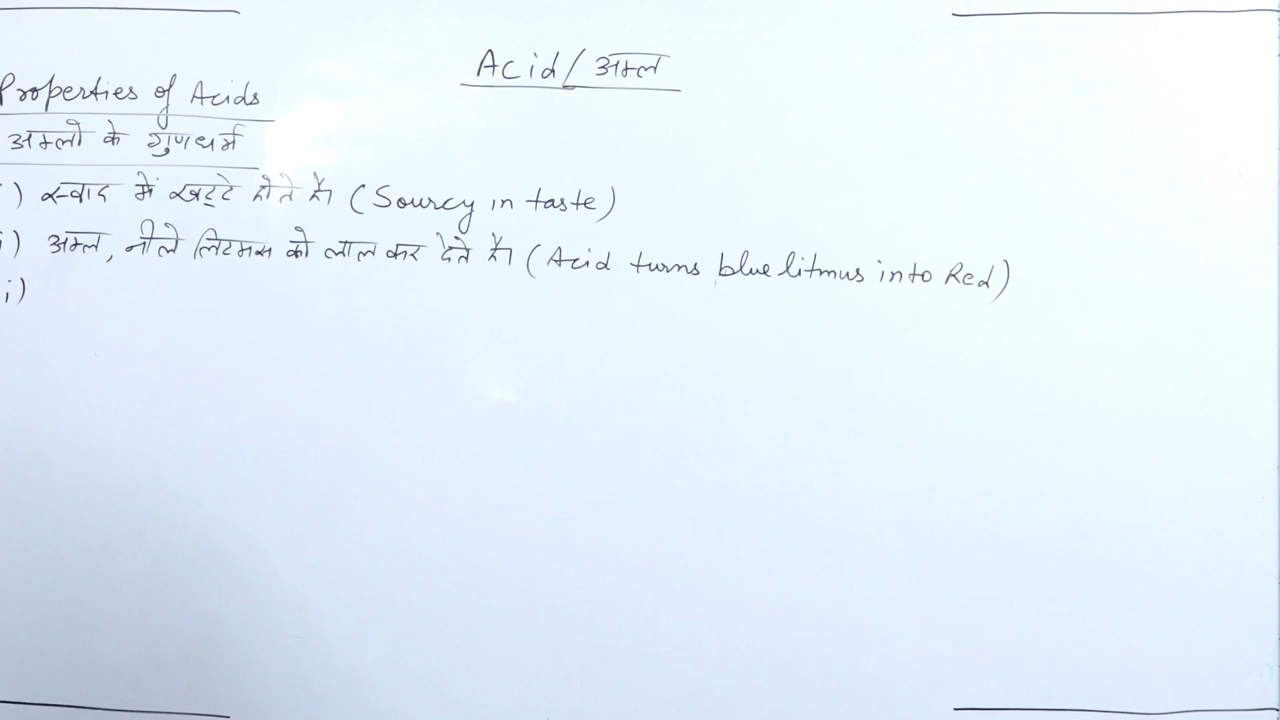 Acid/अम्ल
Properties of Acids
अम्लो के गुणधर्म
) स्वाद में खट्टे होते हैं। (Sourcy in taste)
i) अम्ल, नीले लिटमस को लाल कर देते हैं। (Acid turns blue litmus into Red)
i)